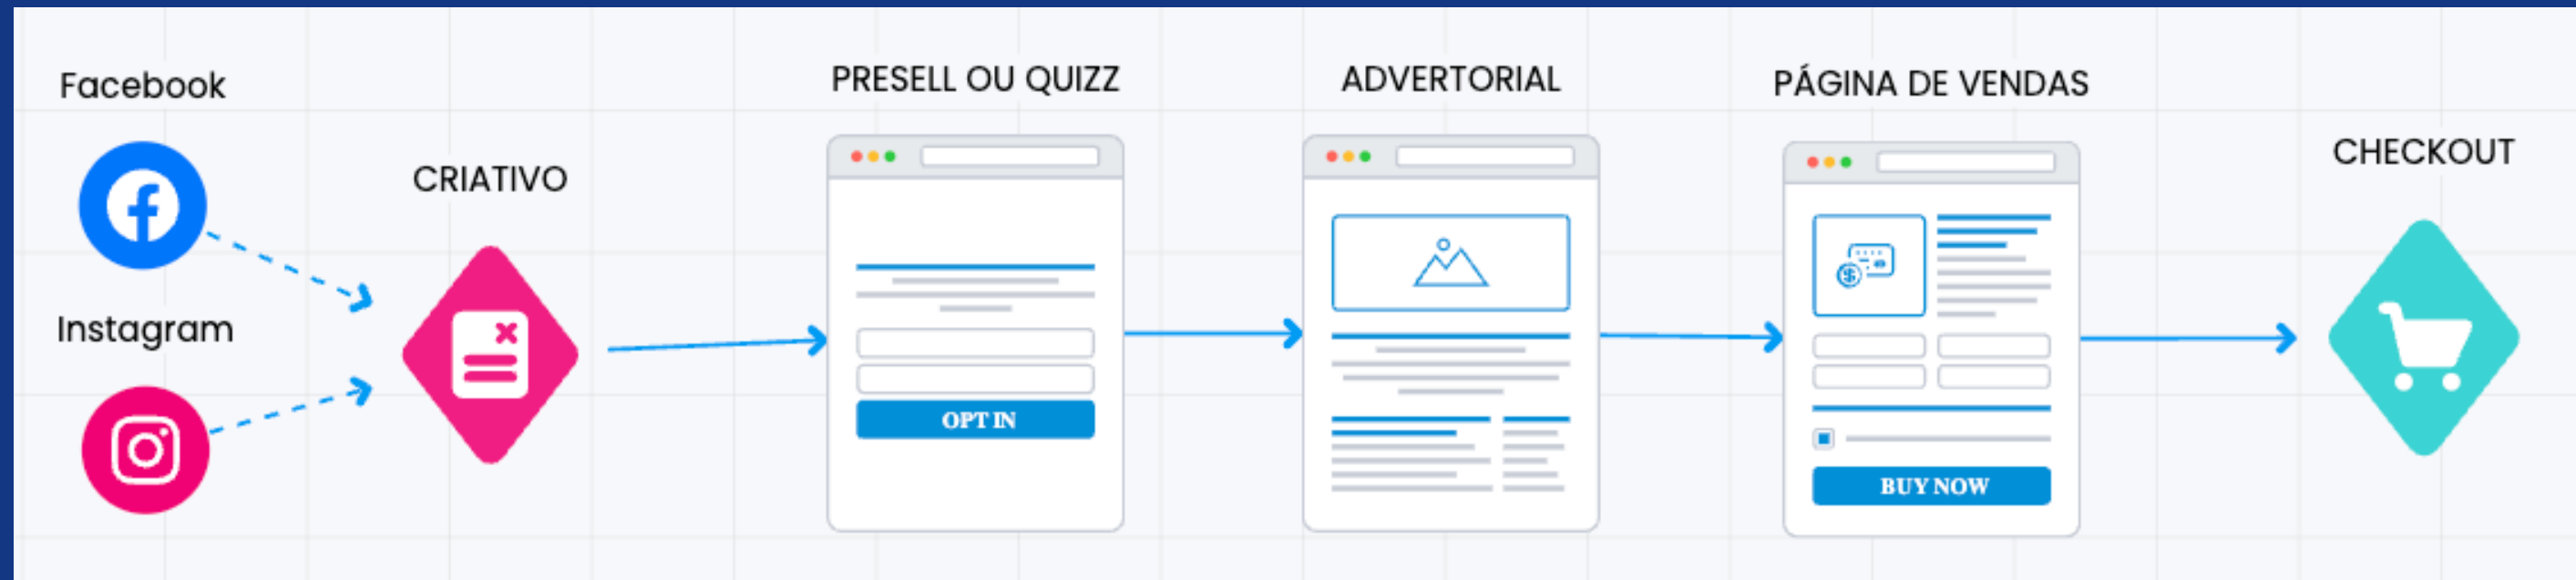 Facebook
Instagram
CRIATIVO
PRESELL OU QUIZZ
OPT IN
ADVERTORIAL
PÁGINA DE VENDAS
BUY NOW
CHECKOUT